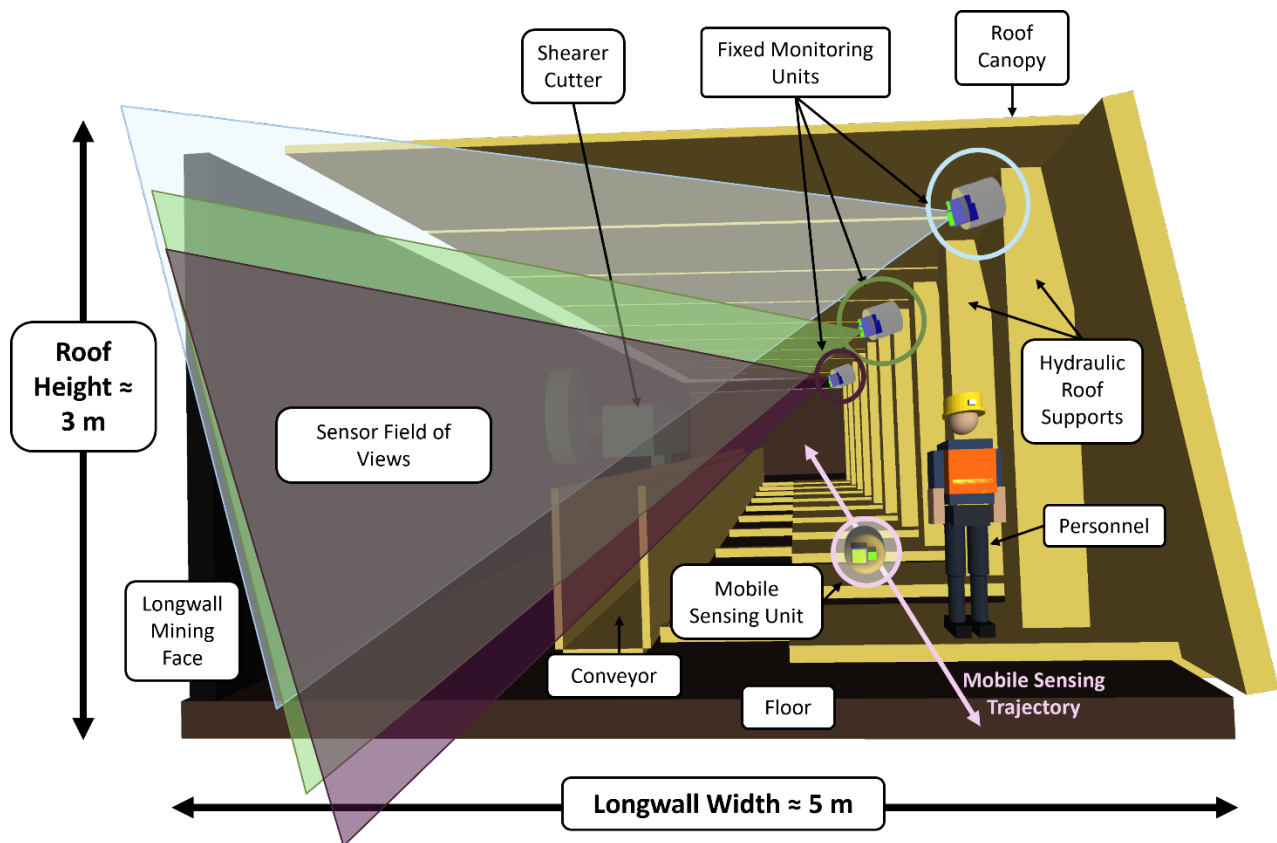 Shearer
Cutter
Fixed Monitoring
Units
Roof
Canopy
Roof
Height ≈
3 m
Sensor Field of
Views
Hydraulic
Roof
Supports
Personnel
Longwall
Mining
Face
Mobile
Sensing Unit
Conveyor
Mobile Sensing
Trajectory
Floor
Longwall Width ≈ 5 m